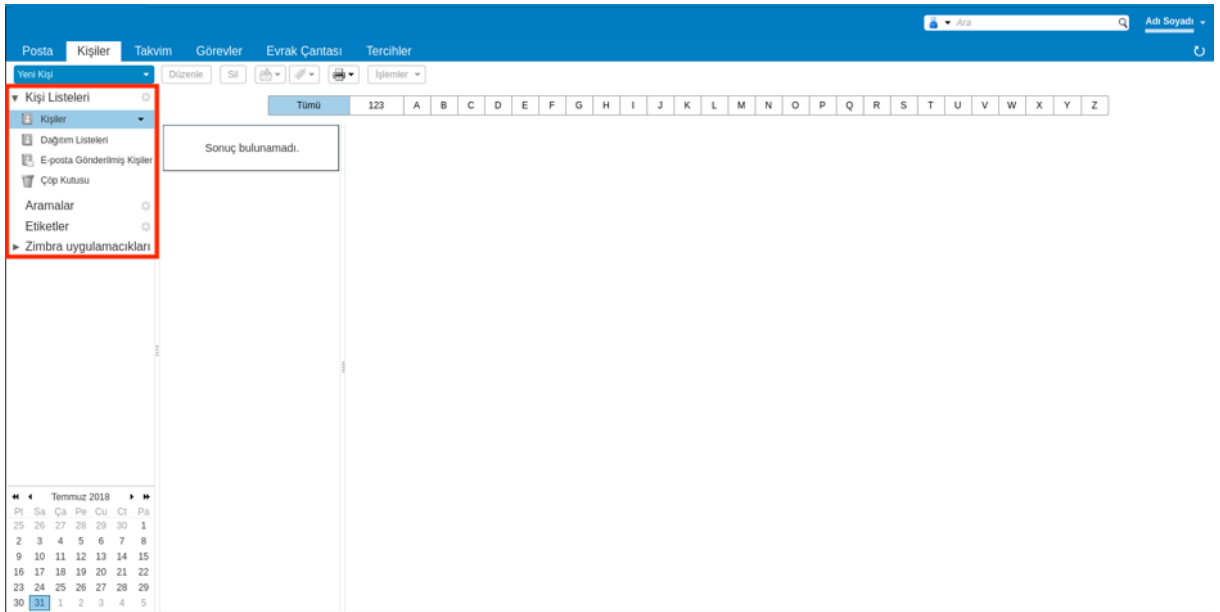 Ara
Adı Soyadı
Posta Kişiler Takvim Görevler Evrak Çantası Tercihler
Yeni Kişi Düzenle Sil İşlemler
Kişi Listeleri
Tümü 123 A B C D E F G H I J K L M N O P Q R S T U V W X Y Z
Kişiler
Dağıtım Listeleri
Sonuç bulunamadı.
E-posta Gönderilmiş Kişiler
Çöp Kutusu
Aramalar
Etiketler
Zimbra uygulamacıkları
Temmuz 2018
Pt Sa Ça Pe Cu Ct Pa
25 26 27 28 29 30 1
2 3 4 5 6 7 8
9 10 11 12 13 14 15
16 17 18 19 20 21 22
23 24 25 26 27 28 29
30 31 1 2 3 4 5